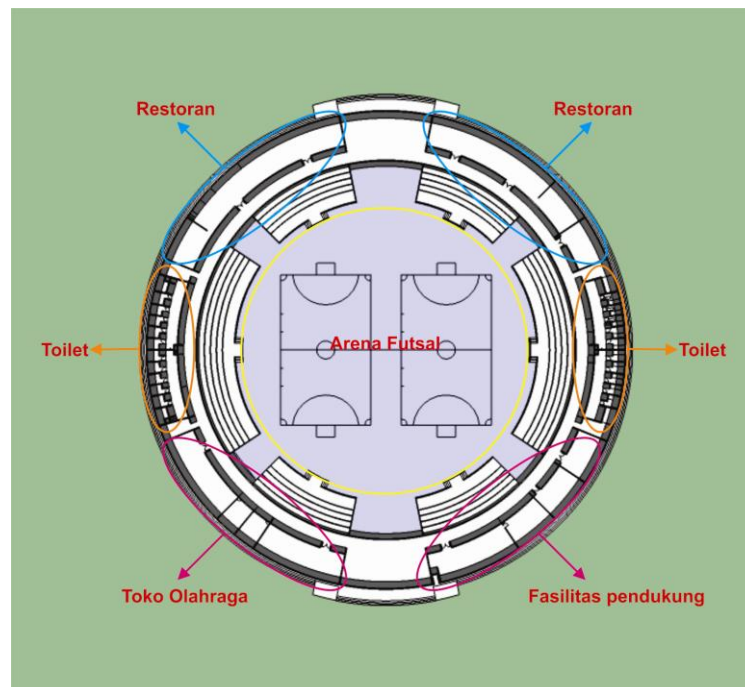 Restoran
Restoran
Toilet
Arena Futsal
Toilet
Toko Olahraga
Fasilitas pendukung